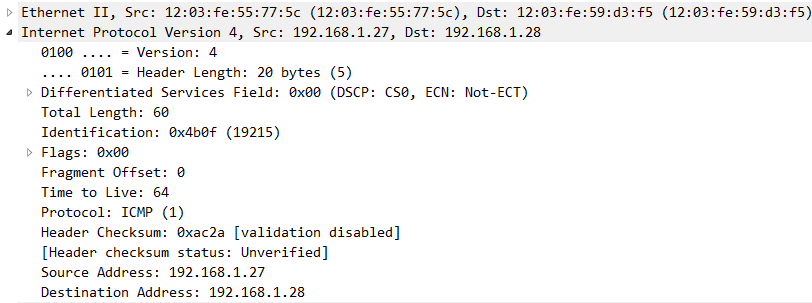 Ethernet II, Src: 12:03:fe:55:77:5c (12:03:fe:55:77:5c), Dst: 12:03:fe:59:d3:f5 (12:03:fe:59:d3:f5)
Internet Protocol Version 4, Src: 192.168.1.27, Dst: 192.168.1.28
0100 .... = Version: 4
.... 0101 = Header Length: 20 bytes (5)
Differentiated Services Field: 0x00 (DSCP: CS0, ECN: Not-ECT)
Total Length: 60
Identification: 0x4b0f (19215)
Flags: 0x00
Fragment Offset: 0
Time to Live: 64
Protocol: ICMP (1)
Header Checksum: 0xac2a [validation disabled]
[Header checksum status: Unverified]
Source Address: 192.168.1.27
Destination Address: 192.168.1.28